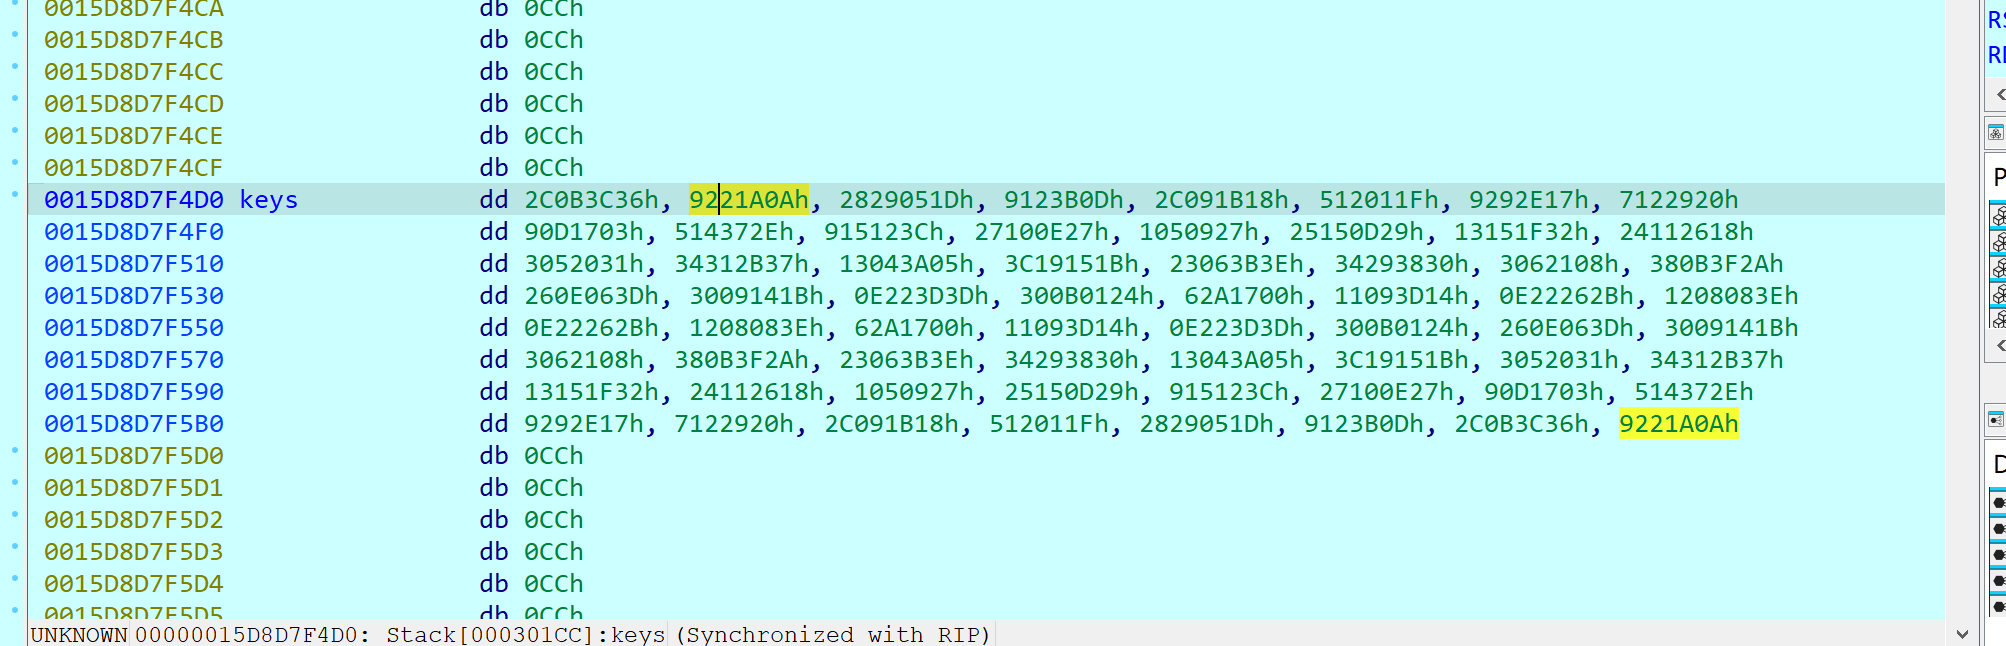 0015D8D7F4CA db 0CCh
0015D8D7F4CB db 0CCh
0015D8D7F4CC db 0CCh
0015D8D7F4CD db 0CCh
0015D8D7F4CE db 0CCh
0015D8D7F4CF db 0CCh
0015D8D7F4D0 keys dd 2C0B3C36h, 9221A0Ah, 2829051Dh, 9123B0Dh, 2C091B18h, 512011Fh, 9292E17h, 7122920h
0015D8D7F4F0 dd 90D1703h, 514372Eh, 915123Ch, 27100E27h, 1050927h, 25150D29h, 13151F32h, 24112618h
0015D8D7F510 dd 3052031h, 34312B37h, 13043A05h, 3C19151Bh, 23063B3Eh, 34293830h, 3062108h, 380B3F2Ah
0015D8D7F530 dd 260E063Dh, 3009141Bh, 0E223D3Dh, 300B0124h, 62A1700h, 11093D14h, 0E22262Bh, 1208083Eh
0015D8D7F550 dd 0E22262Bh, 1208083Eh, 62A1700h, 11093D14h, 0E223D3Dh, 300B0124h, 260E063Dh, 3009141Bh
0015D8D7F570 dd 3062108h, 380B3F2Ah, 23063B3Eh, 34293830h, 13043A05h, 3C19151Bh, 3052031h, 34312B37h
0015D8D7F590 dd 13151F32h, 24112618h, 1050927h, 25150D29h, 915123Ch, 27100E27h, 90D1703h, 514372Eh
0015D8D7F5B0 dd 9292E17h, 7122920h, 2C091B18h, 512011Fh, 2829051Dh, 9123B0Dh, 2C0B3C36h, 9221A0Ah
0015D8D7F5D0 db 0CCh
0015D8D7F5D1 db 0CCh
0015D8D7F5D2 db 0CCh
0015D8D7F5D3 db 0CCh
0015D8D7F5D4 db 0CCh
0015D8D7F5D5 db 0CCh
UNKNOWN 00000015D8D7F4D0: Stack[000301CC]:keys (Synchronized with RIP)